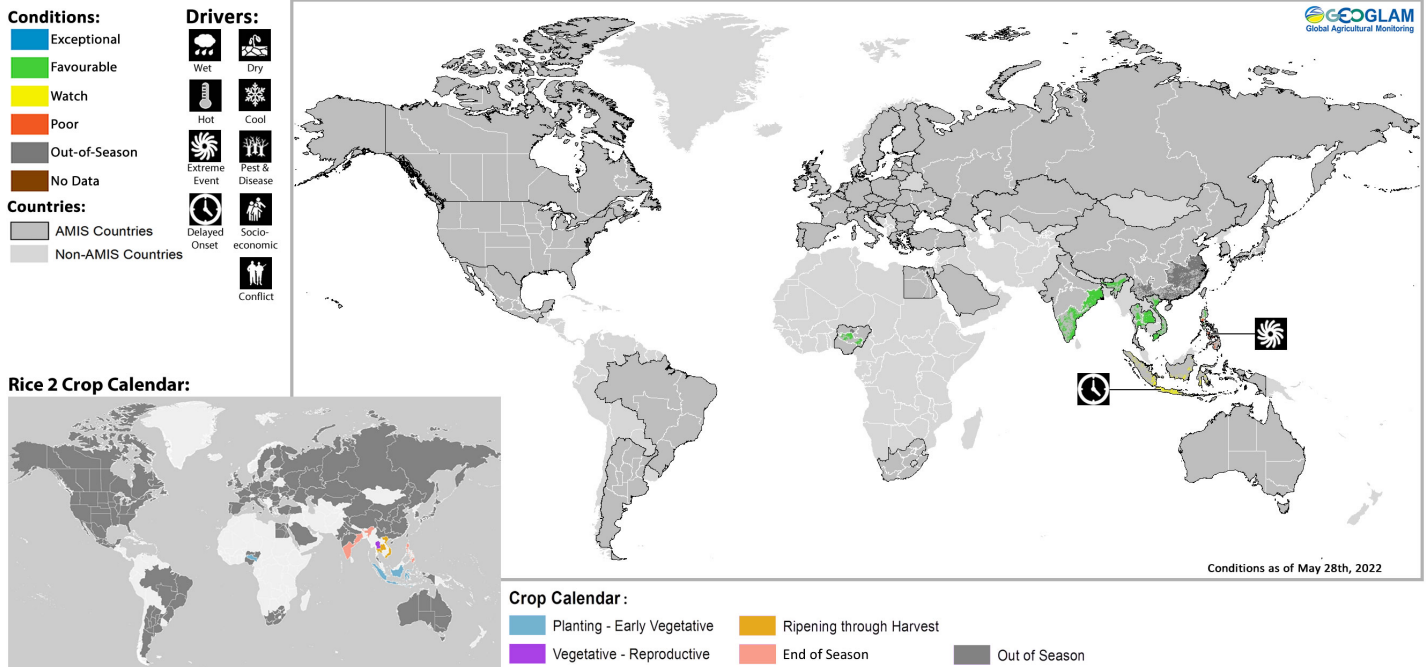 Conditions:
Exceptional
Favourable
Watch
Poor
Out-of-Season
No Data
Countries:
AMIS Countries
Non-AMIS Countries
Drivers:
Wet
Dry
Hot
Cool
Extreme
Event
Pest &
Disease
Delayed
Onset
Socio-
economic
Conflict
GEOGLAM
Global Agricultural Monitoring
Conditions as of May 28th, 2022
Rice 2 Crop Calendar:
Crop Calendar :
Planting - Early Vegetative
Ripening through Harvest
Vegetative - Reproductive
End of Season
Out of Season